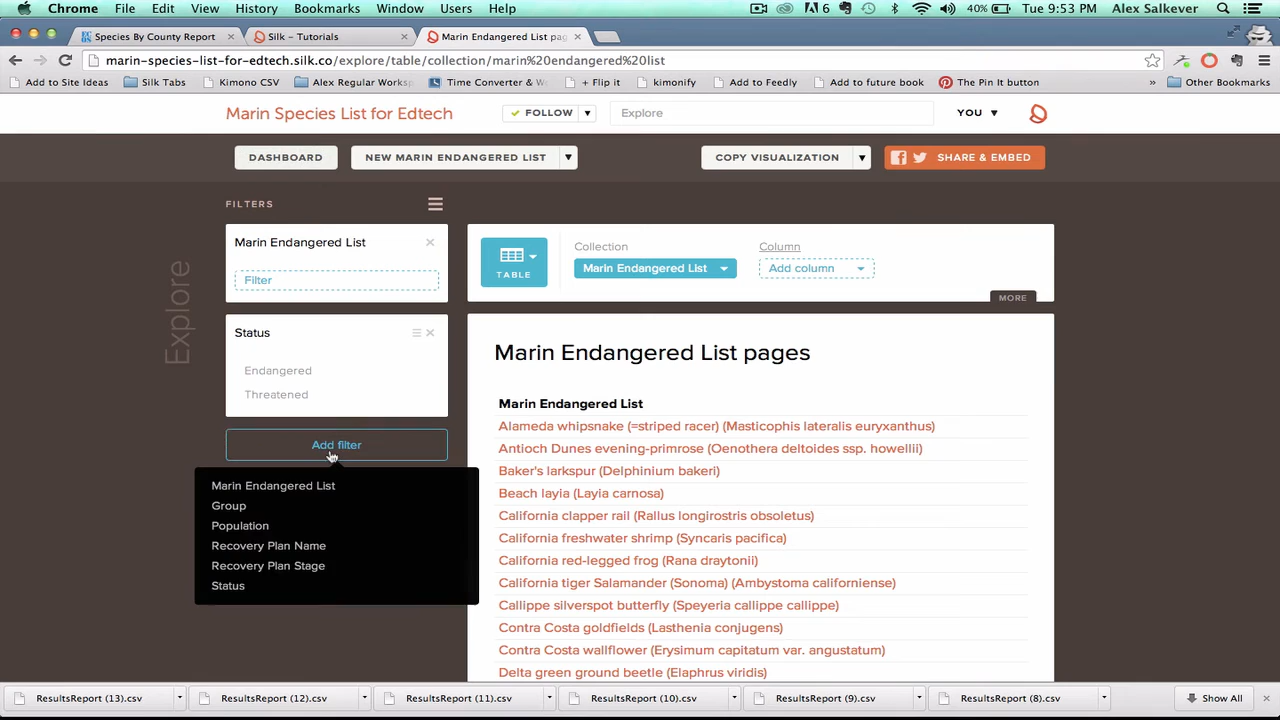 Chrome File Edit View History Bookmarks Window Users Help 6 40% Tue 9:53 PM Alex Salkever
Species By County Report × Silk – Tutorials × Marin Endangered List pag ×
marin-species-list-for-edtech.silk.co/explore/table/collection/marin%20endangered%20list
Add to Site Ideas Silk Tabs Kimono CSV Alex Regular Works Time Converter & W + Flip it kimonify Add to Feedly Add to future book The Pin It button » Other Bookmarks
Marin Species List for Edtech FOLLOW Explore YOU
DASHBOARD NEW MARIN ENDANGERED LIST COPY VISUALIZATION SHARE & EMBED
FILTERS
Explore
Marin Endangered List
Filter
Status
Endangered
Threatened
Add filter
Marin Endangered List
Group
Population
Recovery Plan Name
Recovery Plan Stage
Status
TABLE
Collection
Marin Endangered List
Column
Add column
MORE
Marin Endangered List pages
Marin Endangered List
Alameda whipsnake (=striped racer) (Masticophis lateralis euryxanthus)
Antioch Dunes evening-primrose (Oenothera deltoides ssp. howellii)
Baker's larkspur (Delphinium bakeri)
Beach layia (Layia carnosa)
California clapper rail (Rallus longirostris obsoletus)
California freshwater shrimp (Syncaris pacifica)
California red-legged frog (Rana draytonii)
California tiger Salamander (Sonoma) (Ambystoma californiense)
Callippe silverspot butterfly (Speyeria callippe callippe)
Contra Costa goldfields (Lasthenia conjugens)
Contra Costa wallflower (Erysimum capitatum var. angustatum)
Delta green ground beetle (Elaphrus viridis)
ResultsReport (13).csv ResultsReport (12).csv ResultsReport (11).csv ResultsReport (10).csv ResultsReport (9).csv ResultsReport (8).csv Show All ×